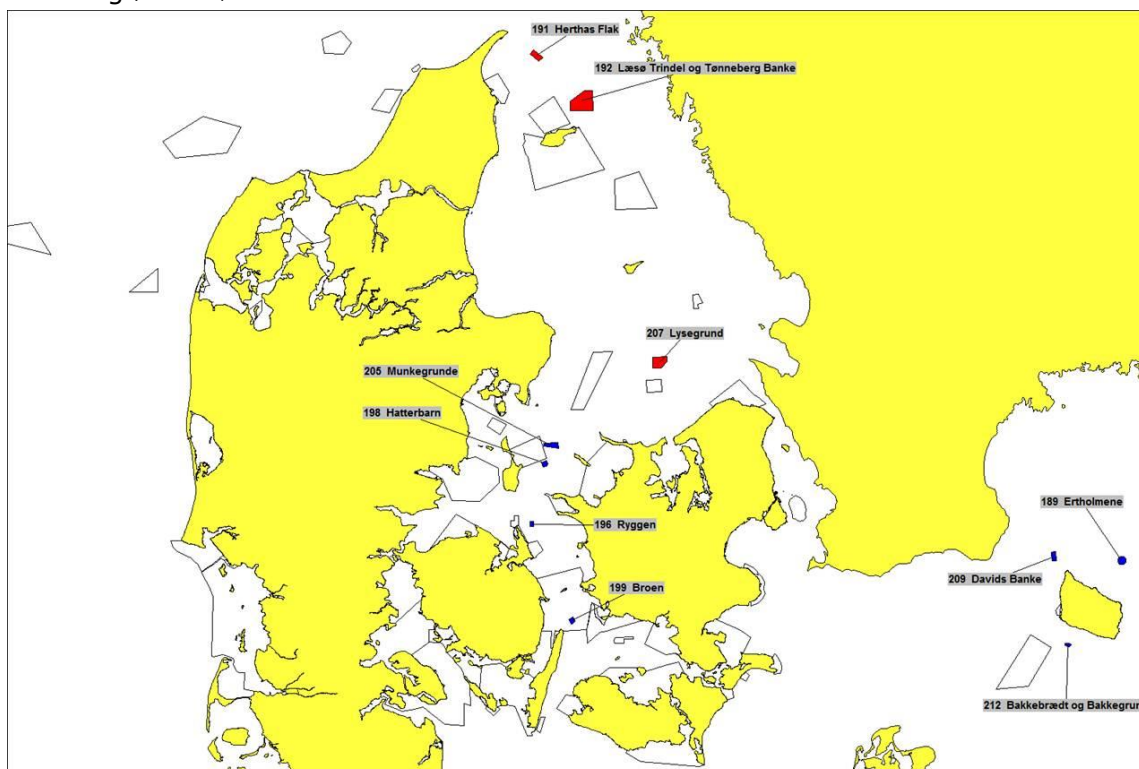 191 Herthas Flak
192 Læsø Trindel og Tønneberg Banke
207 Lysegrund
205 Munkegrunde
198 Hatterbarn
189 Ertholmene
196 Ryggen
209 Davids Banke
199 Broen
212 Bakkebrædt og Bakkegrun